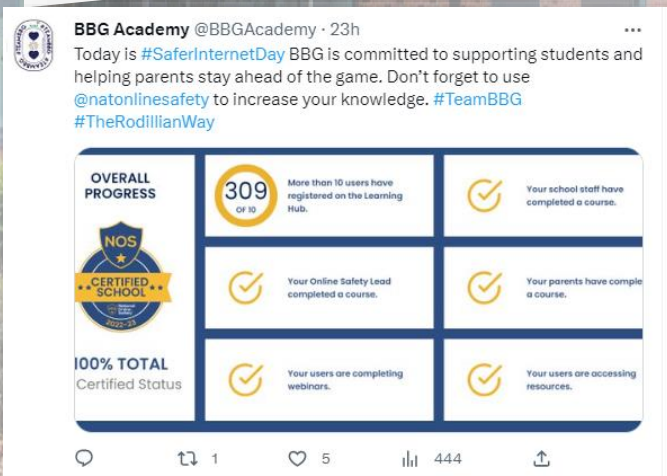 BBG Academy @BBGAcademy · 23h
Today is #SaferInternetDay BBG is committed to supporting students and
helping parents stay ahead of the game. Don't forget to use
@natonlinesafety to increase your knowledge. #TeamBBG
#TheRodillianWay
OVERALL
PROGRESS
NOS
CERTIFIED
SCHOOL
2022-23
100% TOTAL
Certified Status
309
OF 10
More than 10 users have
registered on the Learning
Hub.
Your school staff have
completed a course.
Your Online Safety Lead
completed a course.
Your parents have comple
a course.
Your users are completing
webinars.
Your users are accessing
resources.
1
5
444